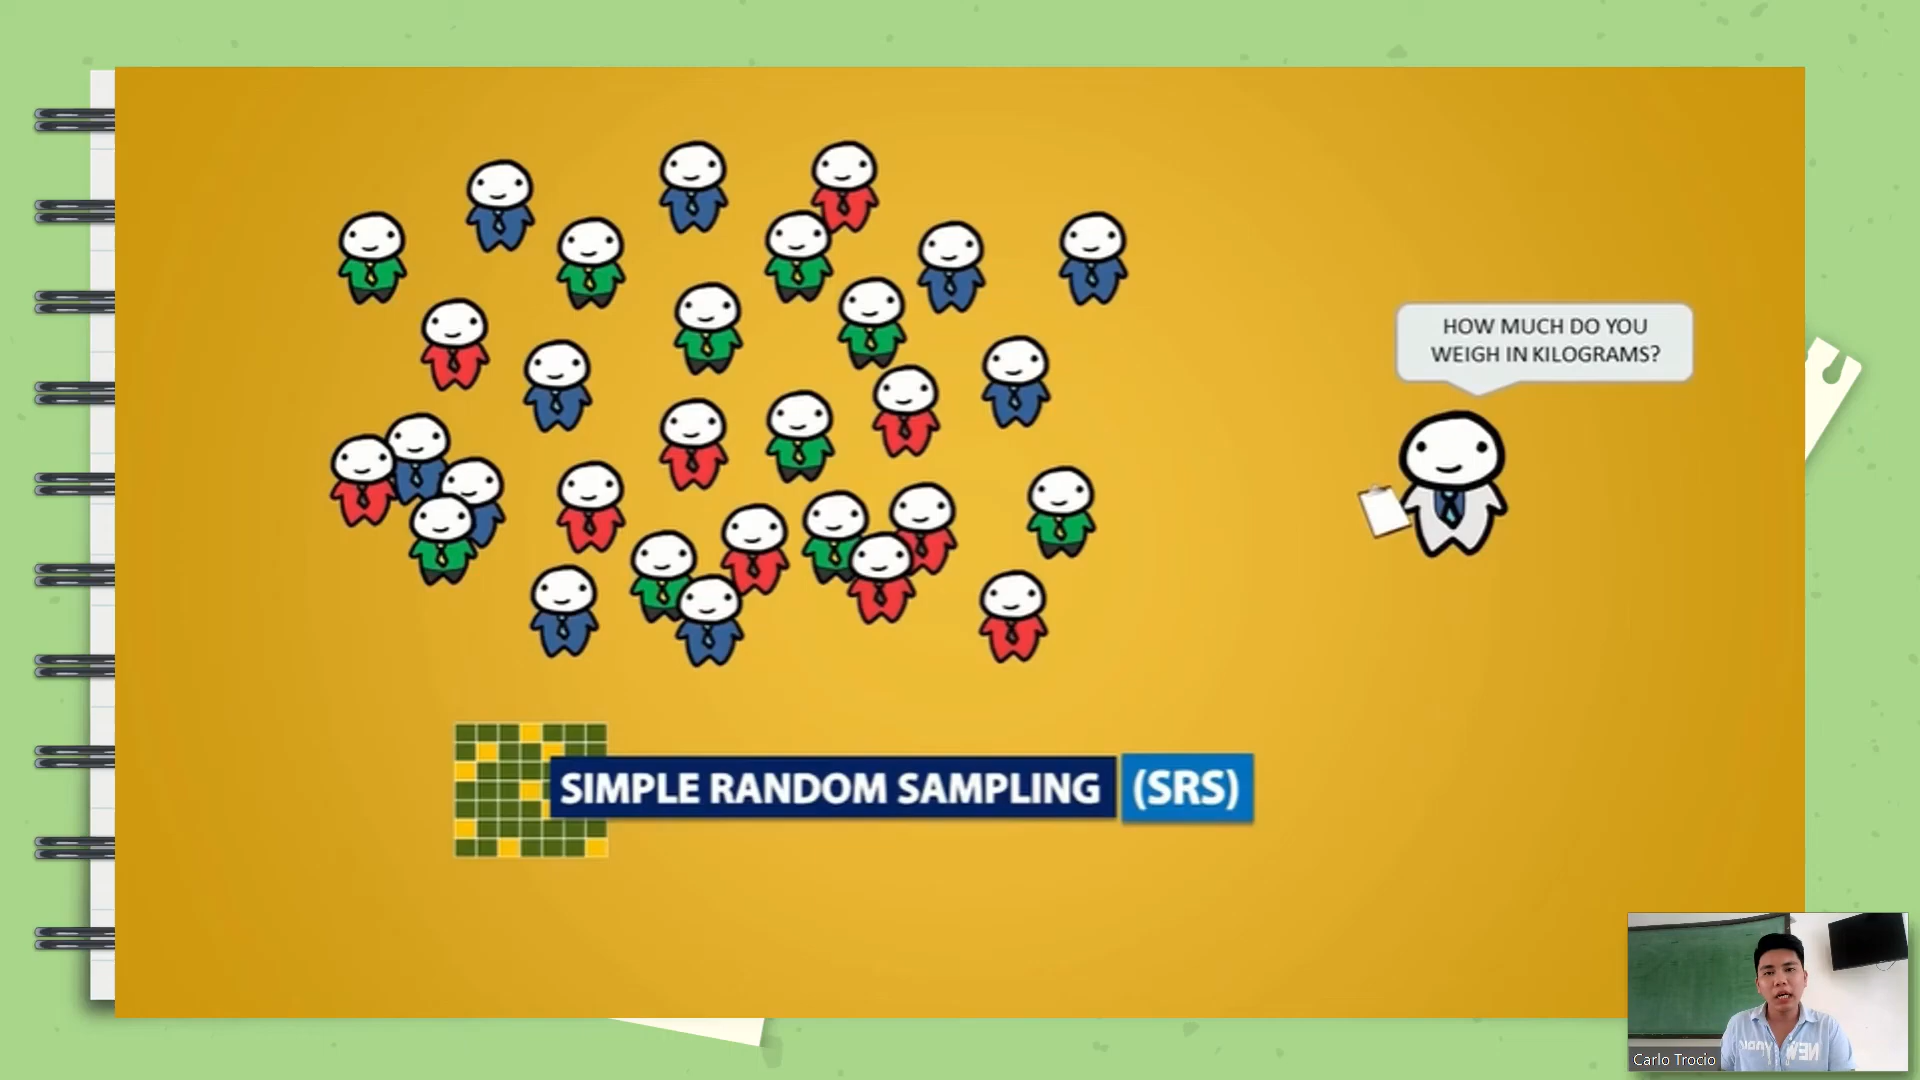 HOW MUCH DO YOU
WEIGH IN KILOGRAMS?
SIMPLE RANDOM SAMPLING (SRS)
Carlo Trocio